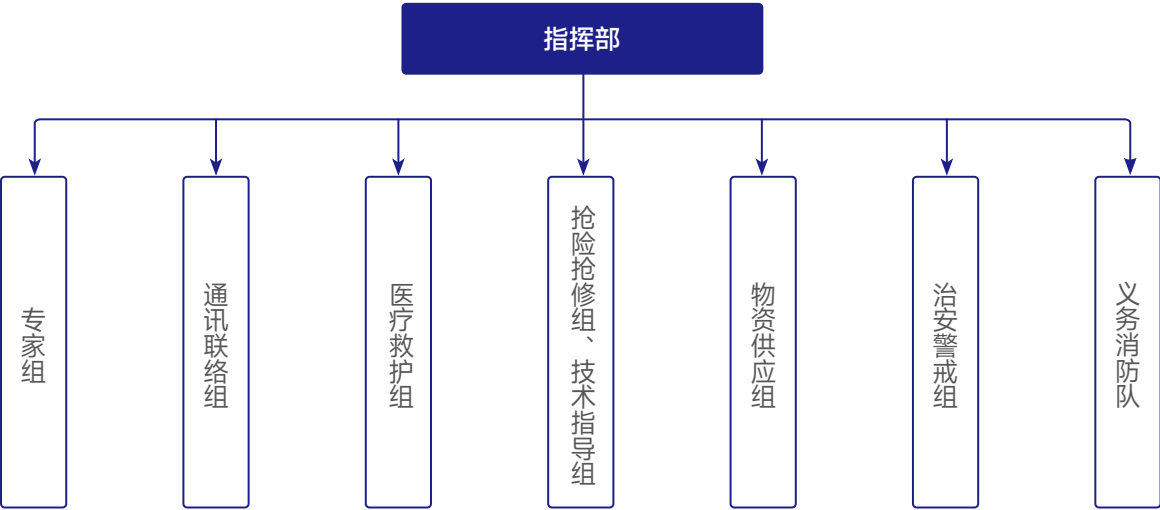 指挥部
专家组
通讯联络组
医疗救护组
抢险抢修组、技术指导组
物资供应组
治安警戒组
义务消防队